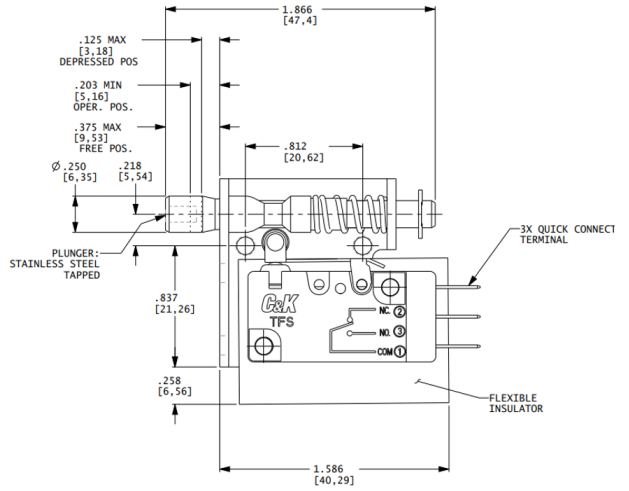 1.866
[47,4]
.125 MAX
[3,18]
DEPRESSED POS
.203 MIN
[5,16]
OPER. POS.
.375 MAX
[9,53]
FREE POS.
.812
[20,62]
Ø.250
[6,35]
.218
[5,54]
PLUNGER:
STAINLESS STEEL
TAPPED
3X QUICK CONNECT
TERMINAL
.837
[21,26]
C&K
TFS
NC. 2
NO. 3
COM 1
.258
[6,56]
FLEXIBLE
INSULATOR
1.586
[40,29]